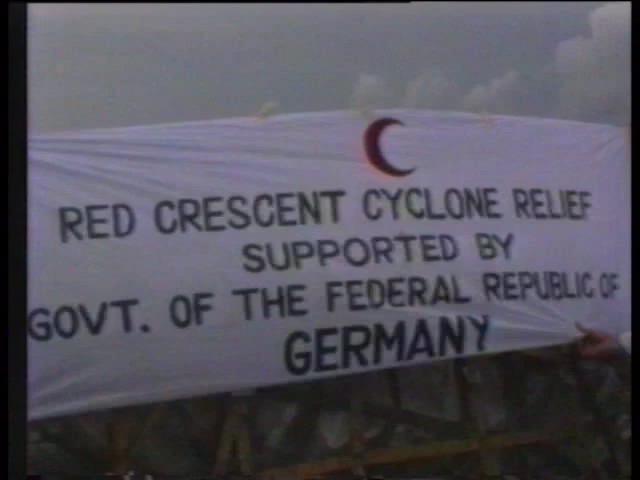 RED CRESCENT CYCLONE RELIEF
SUPPORTED BY
GOVT. OF THE FEDERAL REPUBLIC OF
GERMANY